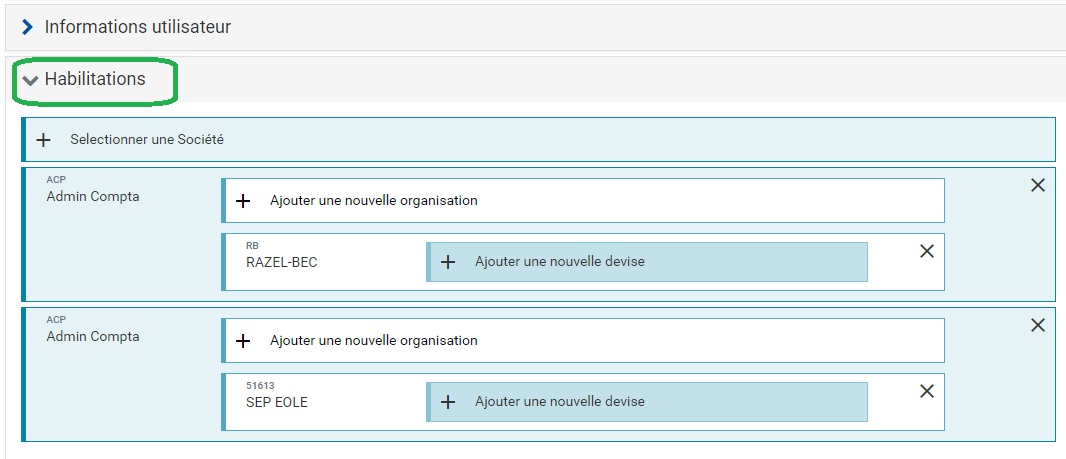 Informations utilisateur
Habilitations
Selectionner une Société
ACP
Admin Compta
Ajouter une nouvelle organisation
RB
RAZEL-BEC
Ajouter une nouvelle devise
ACP
Admin Compta
Ajouter une nouvelle organisation
51613
SEP EOLE
Ajouter une nouvelle devise